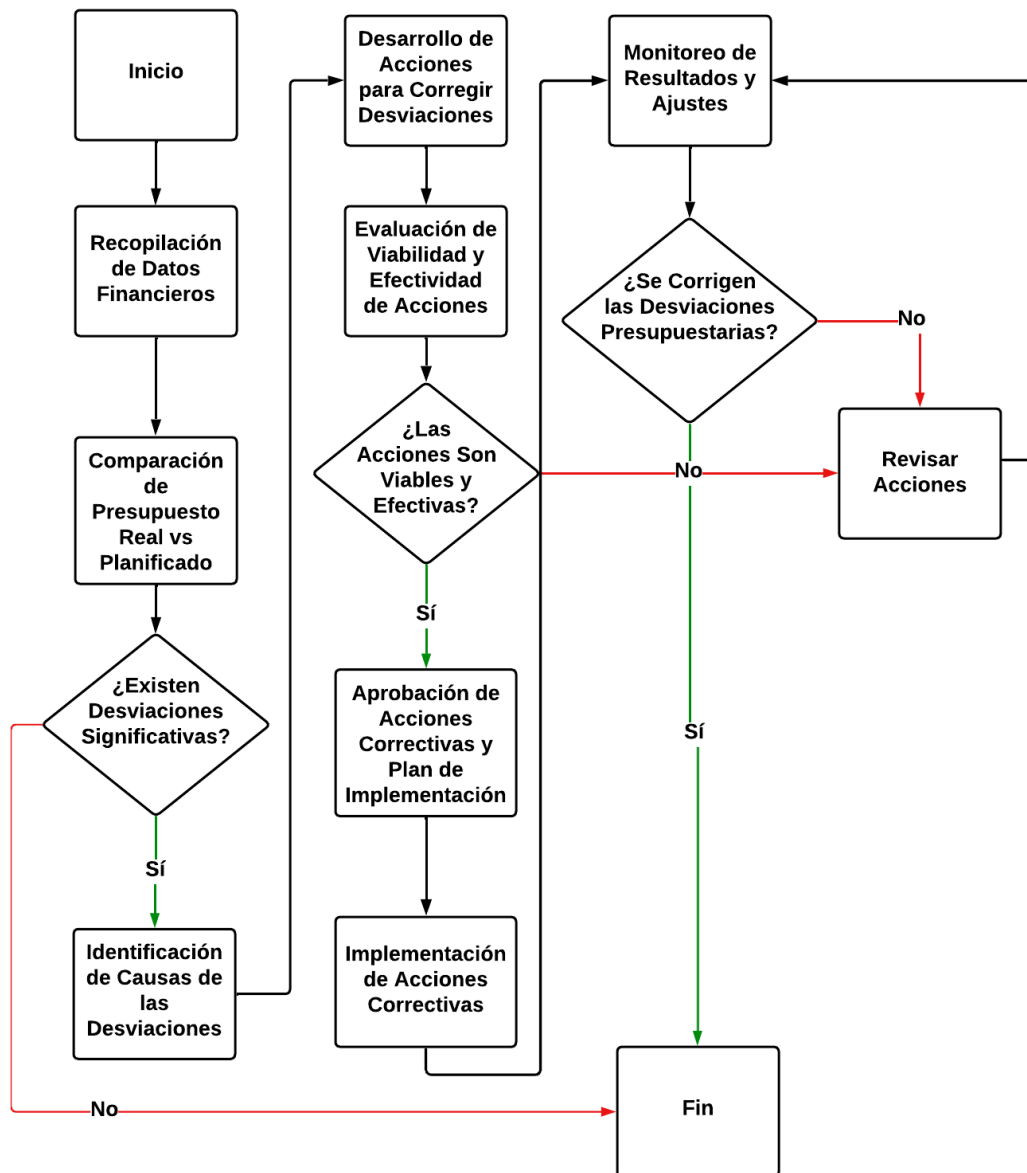 Inicio
Recopilación
de Datos
Financieros
Comparación
de
Presupuesto
Real vs
Planificado
¿Existen
Desviaciones
Significativas?
Sí
Identificación
de Causas de
las
Desviaciones
No
Desarrollo de
Acciones
para Corregir
Desviaciones
Evaluación de
Viabilidad y
Efectividad
de Acciones
¿Las
Acciones Son
Viables y
Efectivas?
No
Sí
Aprobación de
Acciones
Correctivas y
Plan de
Implementación
Implementación
de Acciones
Correctivas
Monitoreo de
Resultados y
Ajustes
¿Se Corrigen
las Desviaciones
Presupuestarias?
No
Revisar
Acciones
Sí
Fin